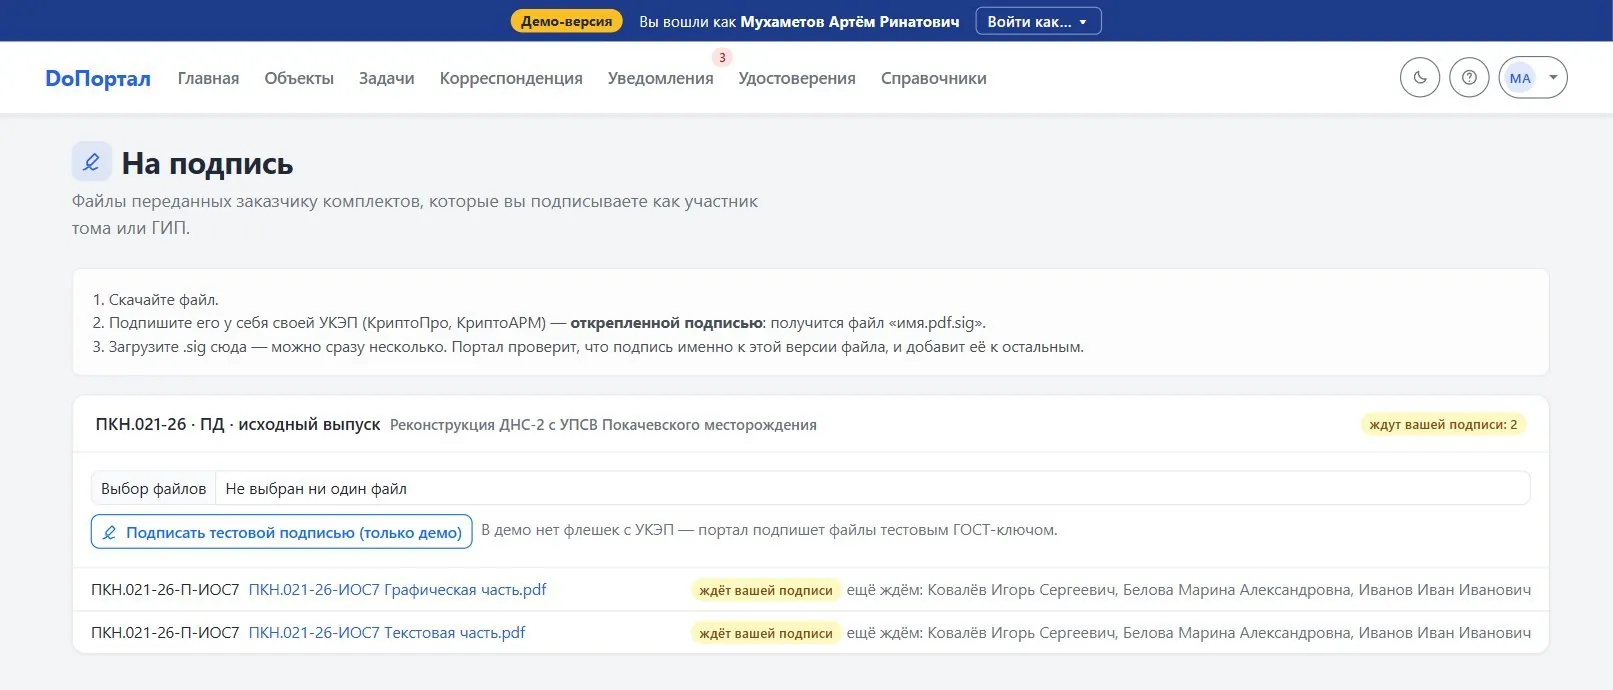 Демо-версия Вы вошли как Мухаметов Артём Ринатович Войти как...
DoПортал Главная Объекты Задачи Корреспонденция Уведомления 3 Удостоверения Справочники МА
На подпись
Файлы переданных заказчику комплектов, которые вы подписываете как участник
тома или ГИП.
1. Скачайте файл.
2. Подпишите его у себя своей УКЭП (КриптоПро, КриптоАРМ) — открепленной подписью: получится файл «имя.pdf.sig».
3. Загрузите .sig сюда — можно сразу несколько. Портал проверит, что подпись именно к этой версии файла, и добавит её к остальным.
ПКН.021-26 · ПД · исходный выпуск Реконструкция ДНС-2 с УПСВ Покачевского месторождения ждут вашей подписи: 2
Выбор файлов Не выбран ни один файл
Подписать тестовой подписью (только демо) В демо нет флешек с УКЭП — портал подпишет файлы тестовым ГОСТ-ключом.
ПКН.021-26-П-ИОС7 ПКН.021-26-ИОС7 Графическая часть.pdf ждёт вашей подписи ещё ждём: Ковалёв Игорь Сергеевич, Белова Марина Александровна, Иванов Иван Иванович
ПКН.021-26-П-ИОС7 ПКН.021-26-ИОС7 Текстовая часть.pdf ждёт вашей подписи ещё ждём: Ковалёв Игорь Сергеевич, Белова Марина Александровна, Иванов Иван Иванович